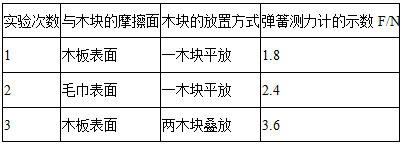 实验次数 与木块的摩擦面 木块的放置方式 弹簧测力计的示数 F/N
1 木板表面 一木块平放 1.8
2 毛巾表面 一木块平放 2.4
3 木板表面 两木块叠放 3.6